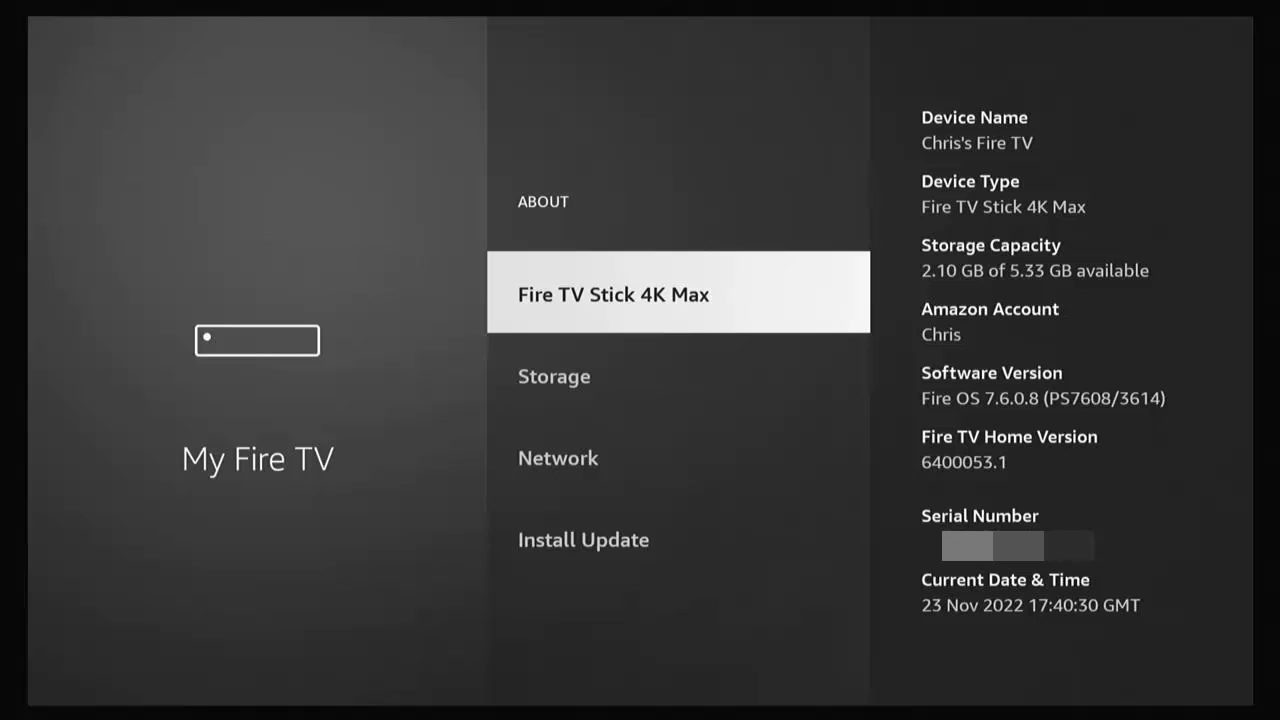 My Fire TV
ABOUT
Fire TV Stick 4K Max
Storage
Network
Install Update
Device Name
Chris's Fire TV
Device Type
Fire TV Stick 4K Max
Storage Capacity
2.10 GB of 5.33 GB available
Amazon Account
Chris
Software Version
Fire OS 7.6.0.8 (PS7608/3614)
Fire TV Home Version
6400053.1
Serial Number
Current Date & Time
23 Nov 2022 17:40:30 GMT